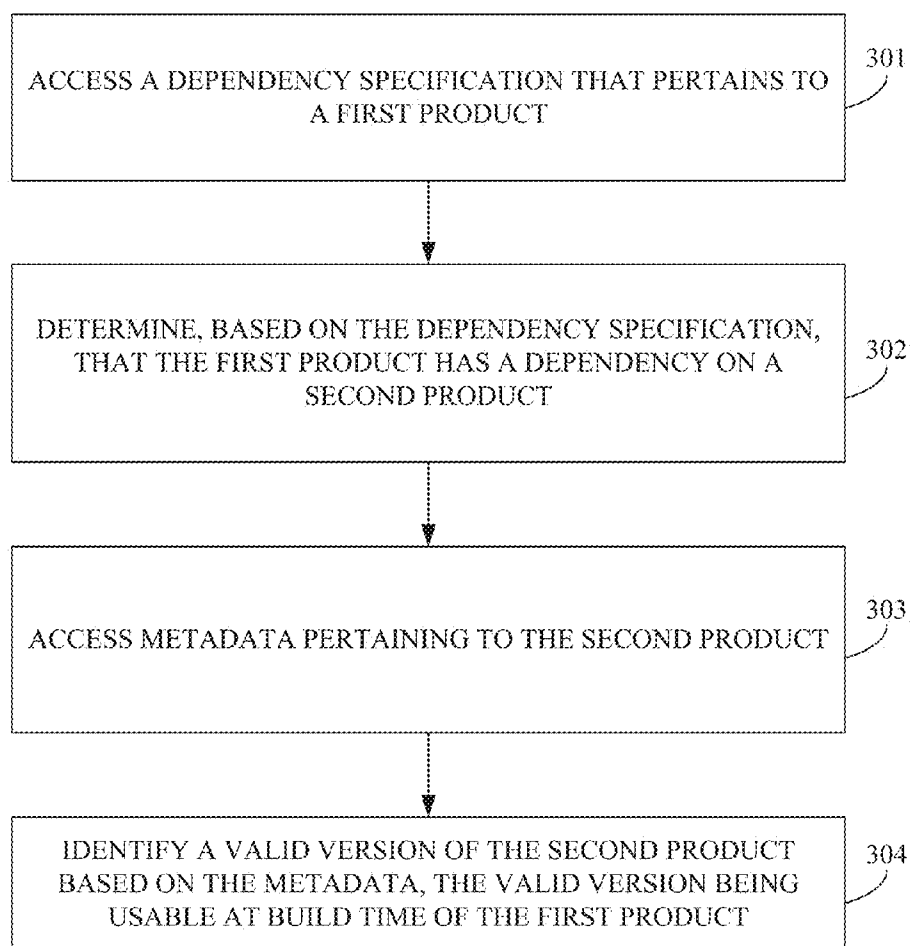 ACCESS A DEPENDENCY SPECIFICATION THAT PERTAINS TO
A FIRST PRODUCT
301
DETERMINE, BASED ON THE DEPENDENCY SPECIFICATION,
THAT THE FIRST PRODUCT HAS A DEPENDENCY ON A
SECOND PRODUCT
302
ACCESS METADATA PERTAINING TO THE SECOND PRODUCT
303
IDENTIFY A VALID VERSION OF THE SECOND PRODUCT
BASED ON THE METADATA, THE VALID VERSION BEING
USABLE AT BUILD TIME OF THE FIRST PRODUCT
304